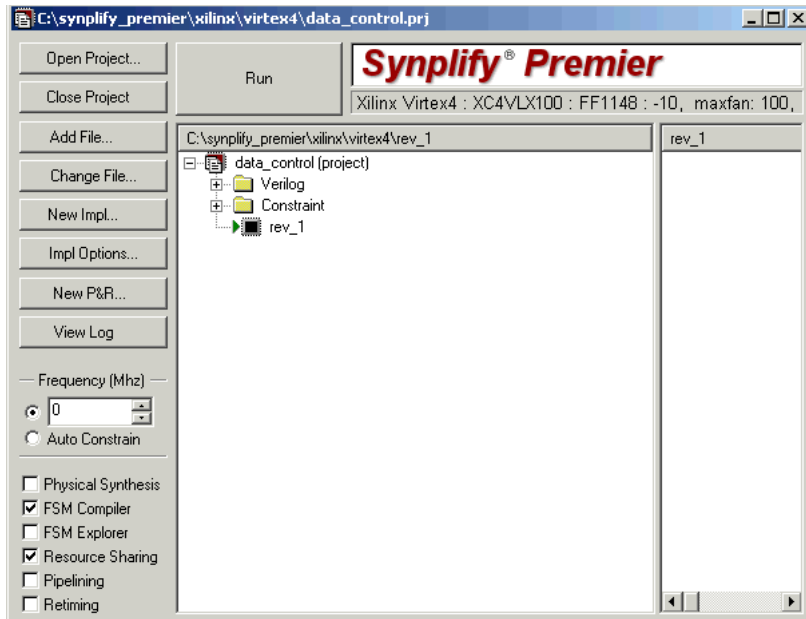 C:\synplify_premier\xilinx\virtex4\data_control.prj
Open Project...
Close Project
Run
Synplify® Premier
Xilinx Virtex4 : XC4VLX100 : FF1148 : -10, maxfan: 100,
Add File...
Change File...
New Impl...
Impl Options...
New P&R...
View Log
Frequency (Mhz)
0
Auto Constrain
Physical Synthesis
FSM Compiler
FSM Explorer
Resource Sharing
Pipelining
Retiming
C:\synplify_premier\xilinx\virtex4\rev_1
data_control (project)
Verilog
Constraint
rev_1
rev_1